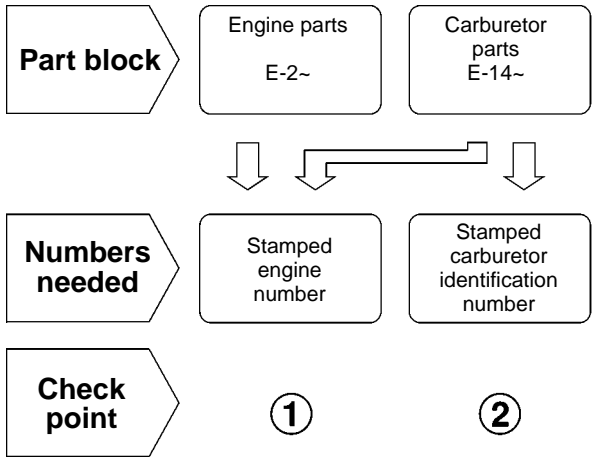 Part block
Engine parts
E-2~
Carburetor
parts
E-14~
Numbers
needed
Stamped
engine
number
Stamped
carburetor
identification
number
Check
point
①
②